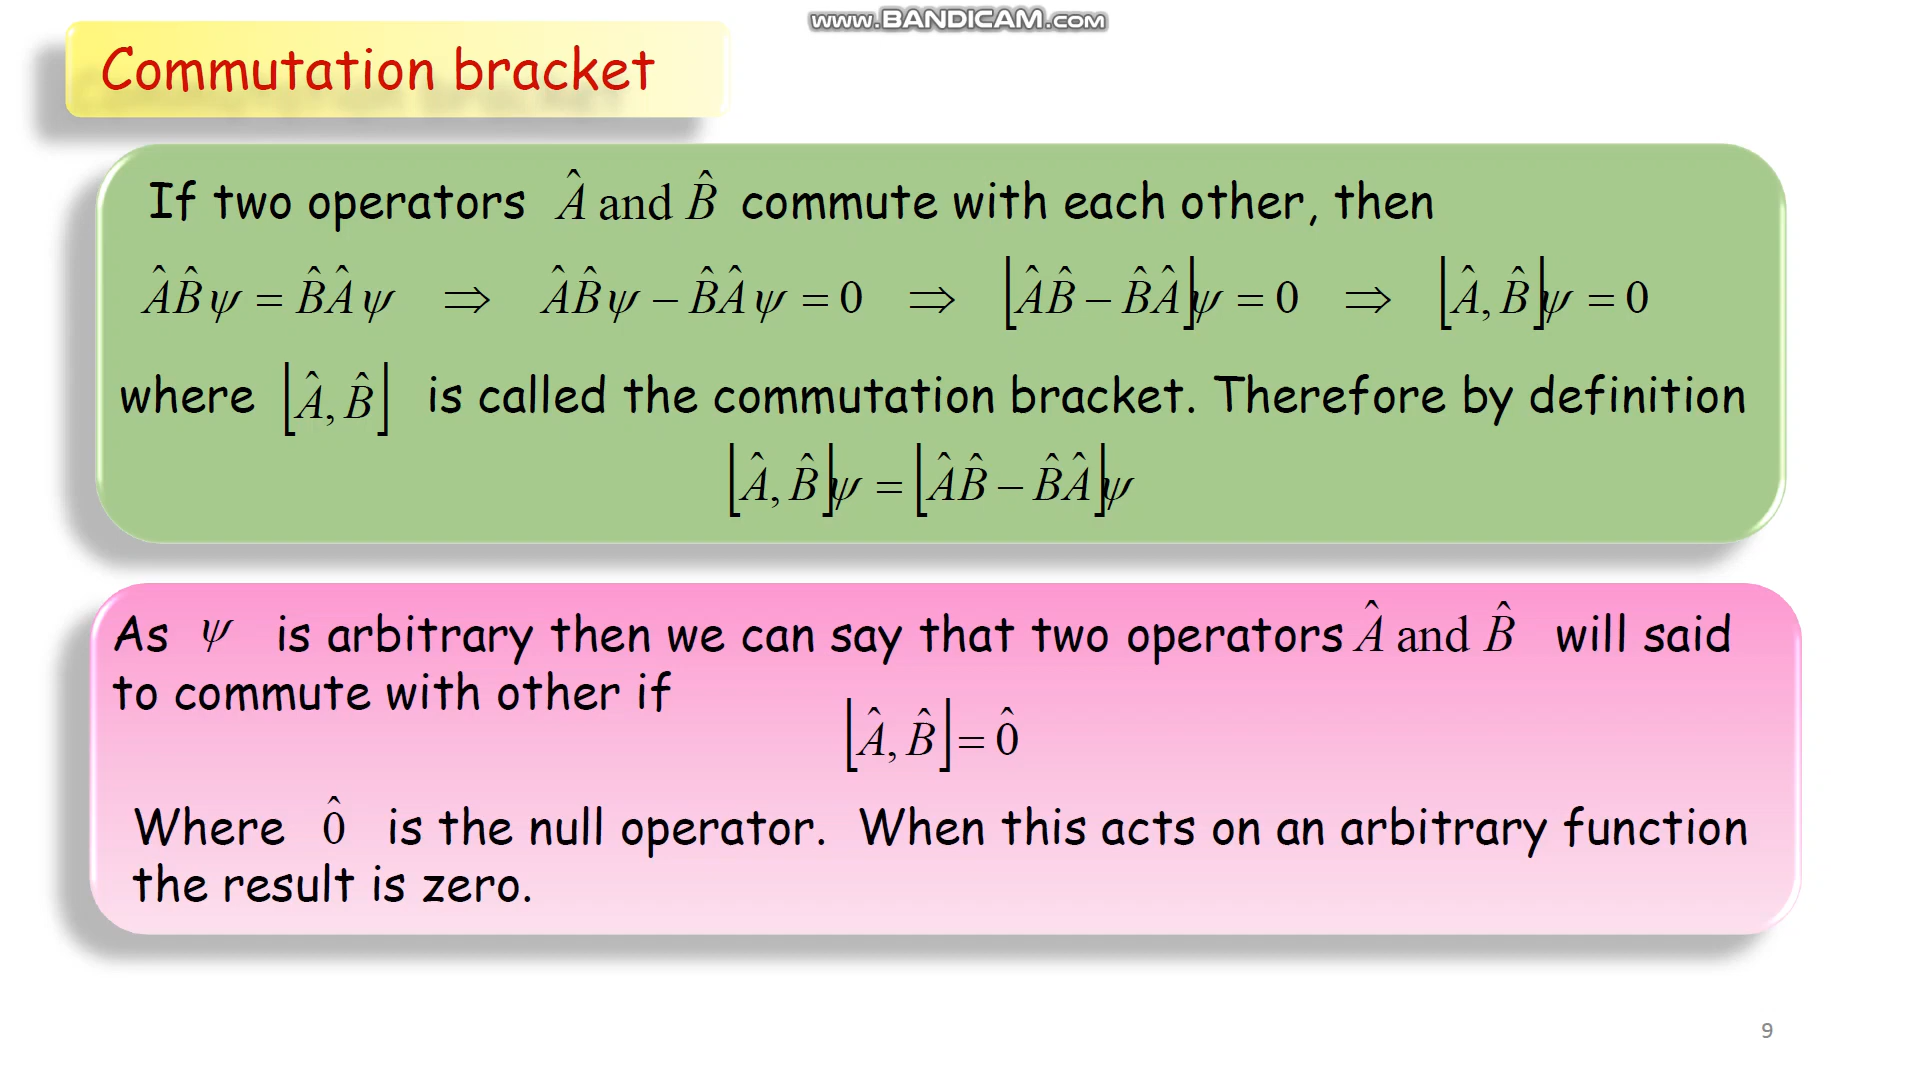 www.BANDICAM.com
Commutation bracket
If two operators Â and B̂ commute with each other, then
ÂB̂ψ = B̂Âψ ⇒ ÂB̂ψ − B̂Âψ = 0 ⇒ [ÂB̂ − B̂Â]ψ = 0 ⇒ [Â, B̂]ψ = 0
where [Â, B̂] is called the commutation bracket. Therefore by definition
[Â, B̂]ψ = [ÂB̂ − B̂Â]ψ
As ψ is arbitrary then we can say that two operators Â and B̂ will said
to commute with other if
[Â, B̂] = 0̂
Where 0̂ is the null operator. When this acts on an arbitrary function
the result is zero.
9